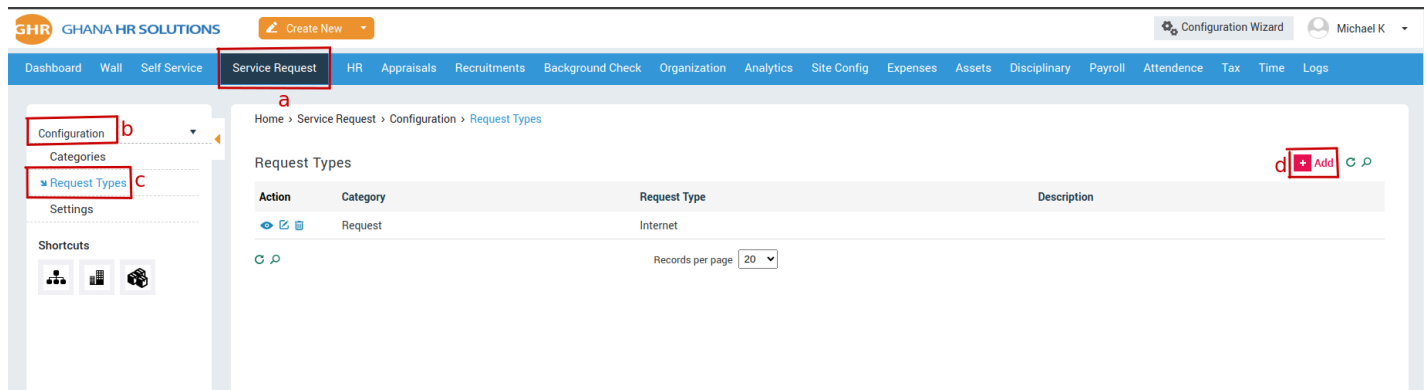 GHR GHANA HR SOLUTIONS Create New Configuration Wizard Michael K
Dashboard Wall Self Service Service Request HR Appraisals Recruitments Background Check Organization Analytics Site Config Expenses Assets Disciplinary Payroll Attendence Tax Time Logs
a
Home › Service Request › Configuration › Request Types
Configuration b
Categories
Request Types c
Settings
Shortcuts
Request Types d + Add
Action Category Request Type Description
Request Internet
Records per page 20